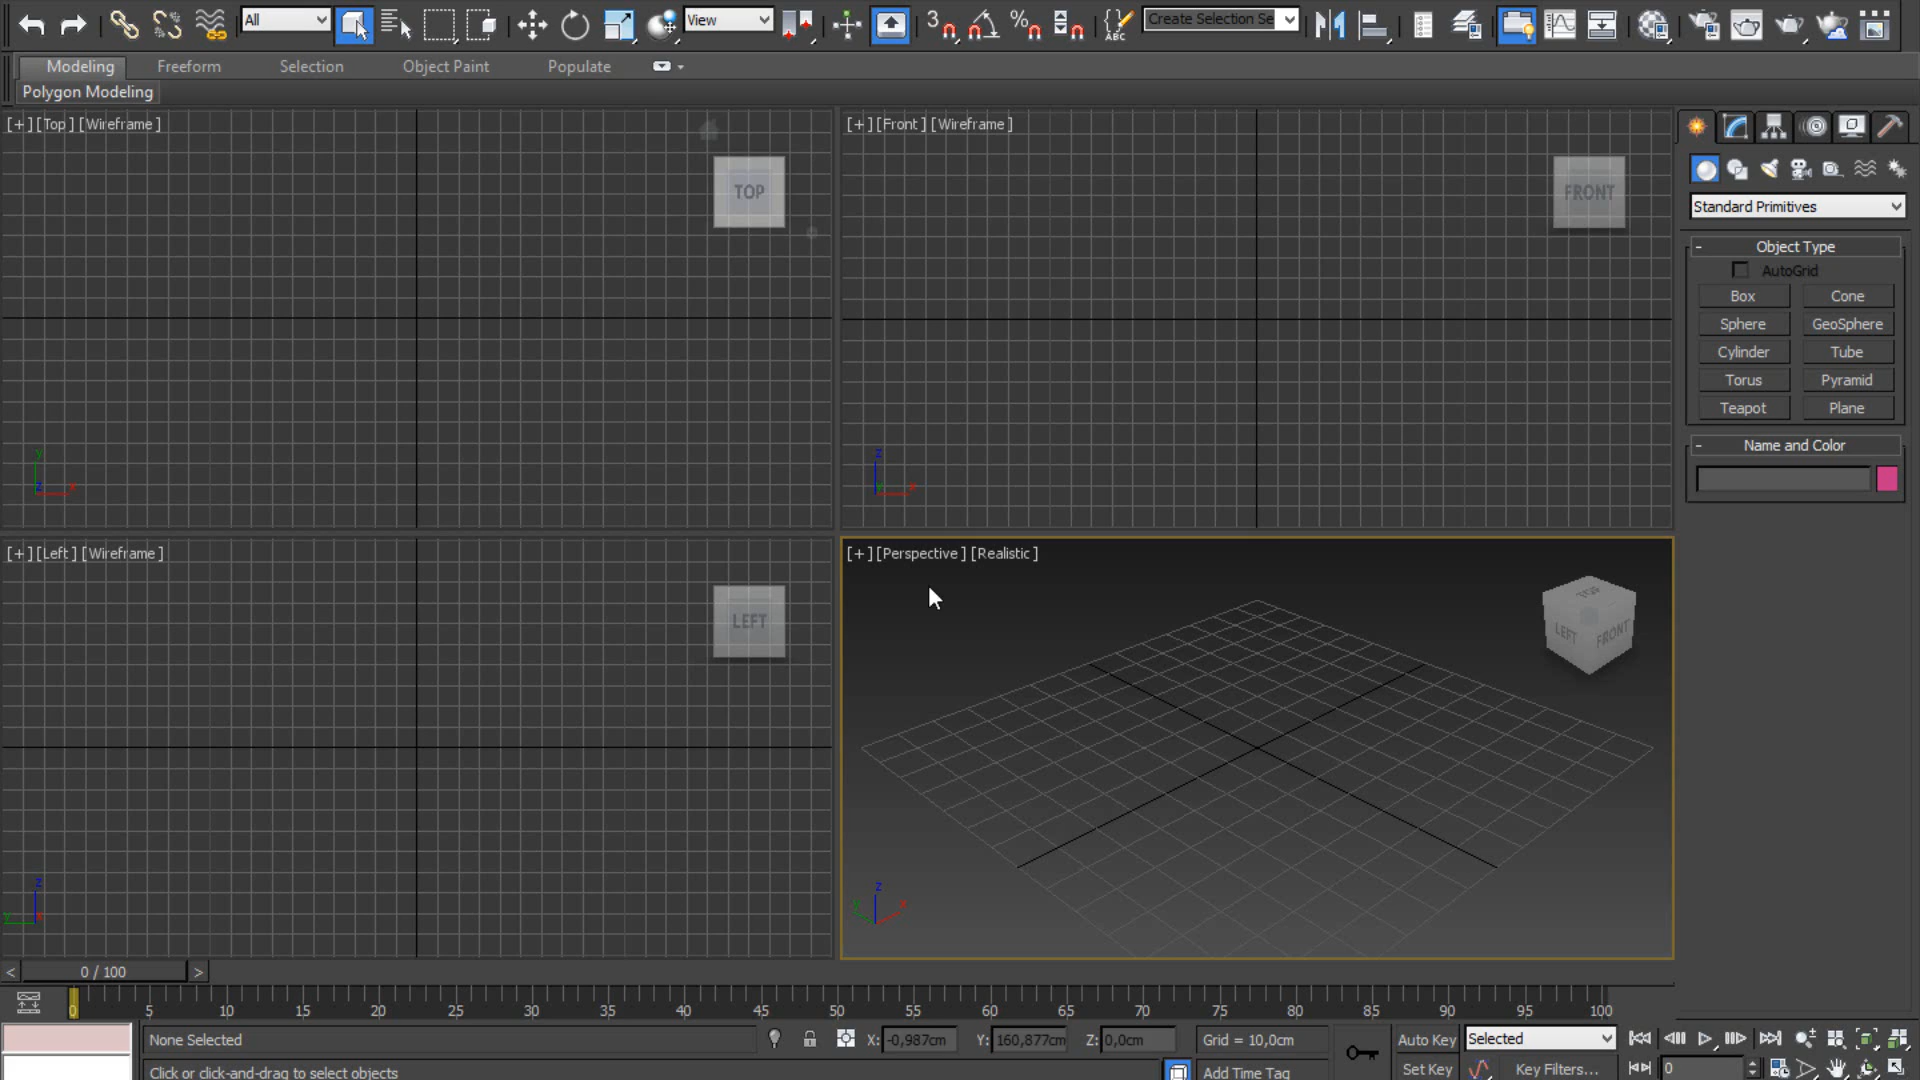 All
View
3
%
ABC
Create Selection Se
Modeling Freeform Selection Object Paint Populate
Polygon Modeling
[+] [Top ] [Wireframe ]
TOP
[+] [Front ] [Wireframe ]
FRONT
Standard Primitives
- Object Type
AutoGrid
Box Cone
Sphere GeoSphere
Cylinder Tube
Torus Pyramid
Teapot Plane
- Name and Color
y
z x
z
y x
[+] [Left ] [Wireframe ]
LEFT
[+] [Perspective ] [Realistic ]
TOP
LEFT FRONT
z
y x
z
y x
< 0 / 100 >
0 5 10 15 20 25 30 35 40 45 50 55 60 65 70 75 80 85 90 95 100
None Selected X: -0,987cm Y: 160,877cm Z: 0,0cm Grid = 10,0cm Auto Key Selected
Click or click-and-drag to select objects Add Time Tag Set Key Key Filters... 0